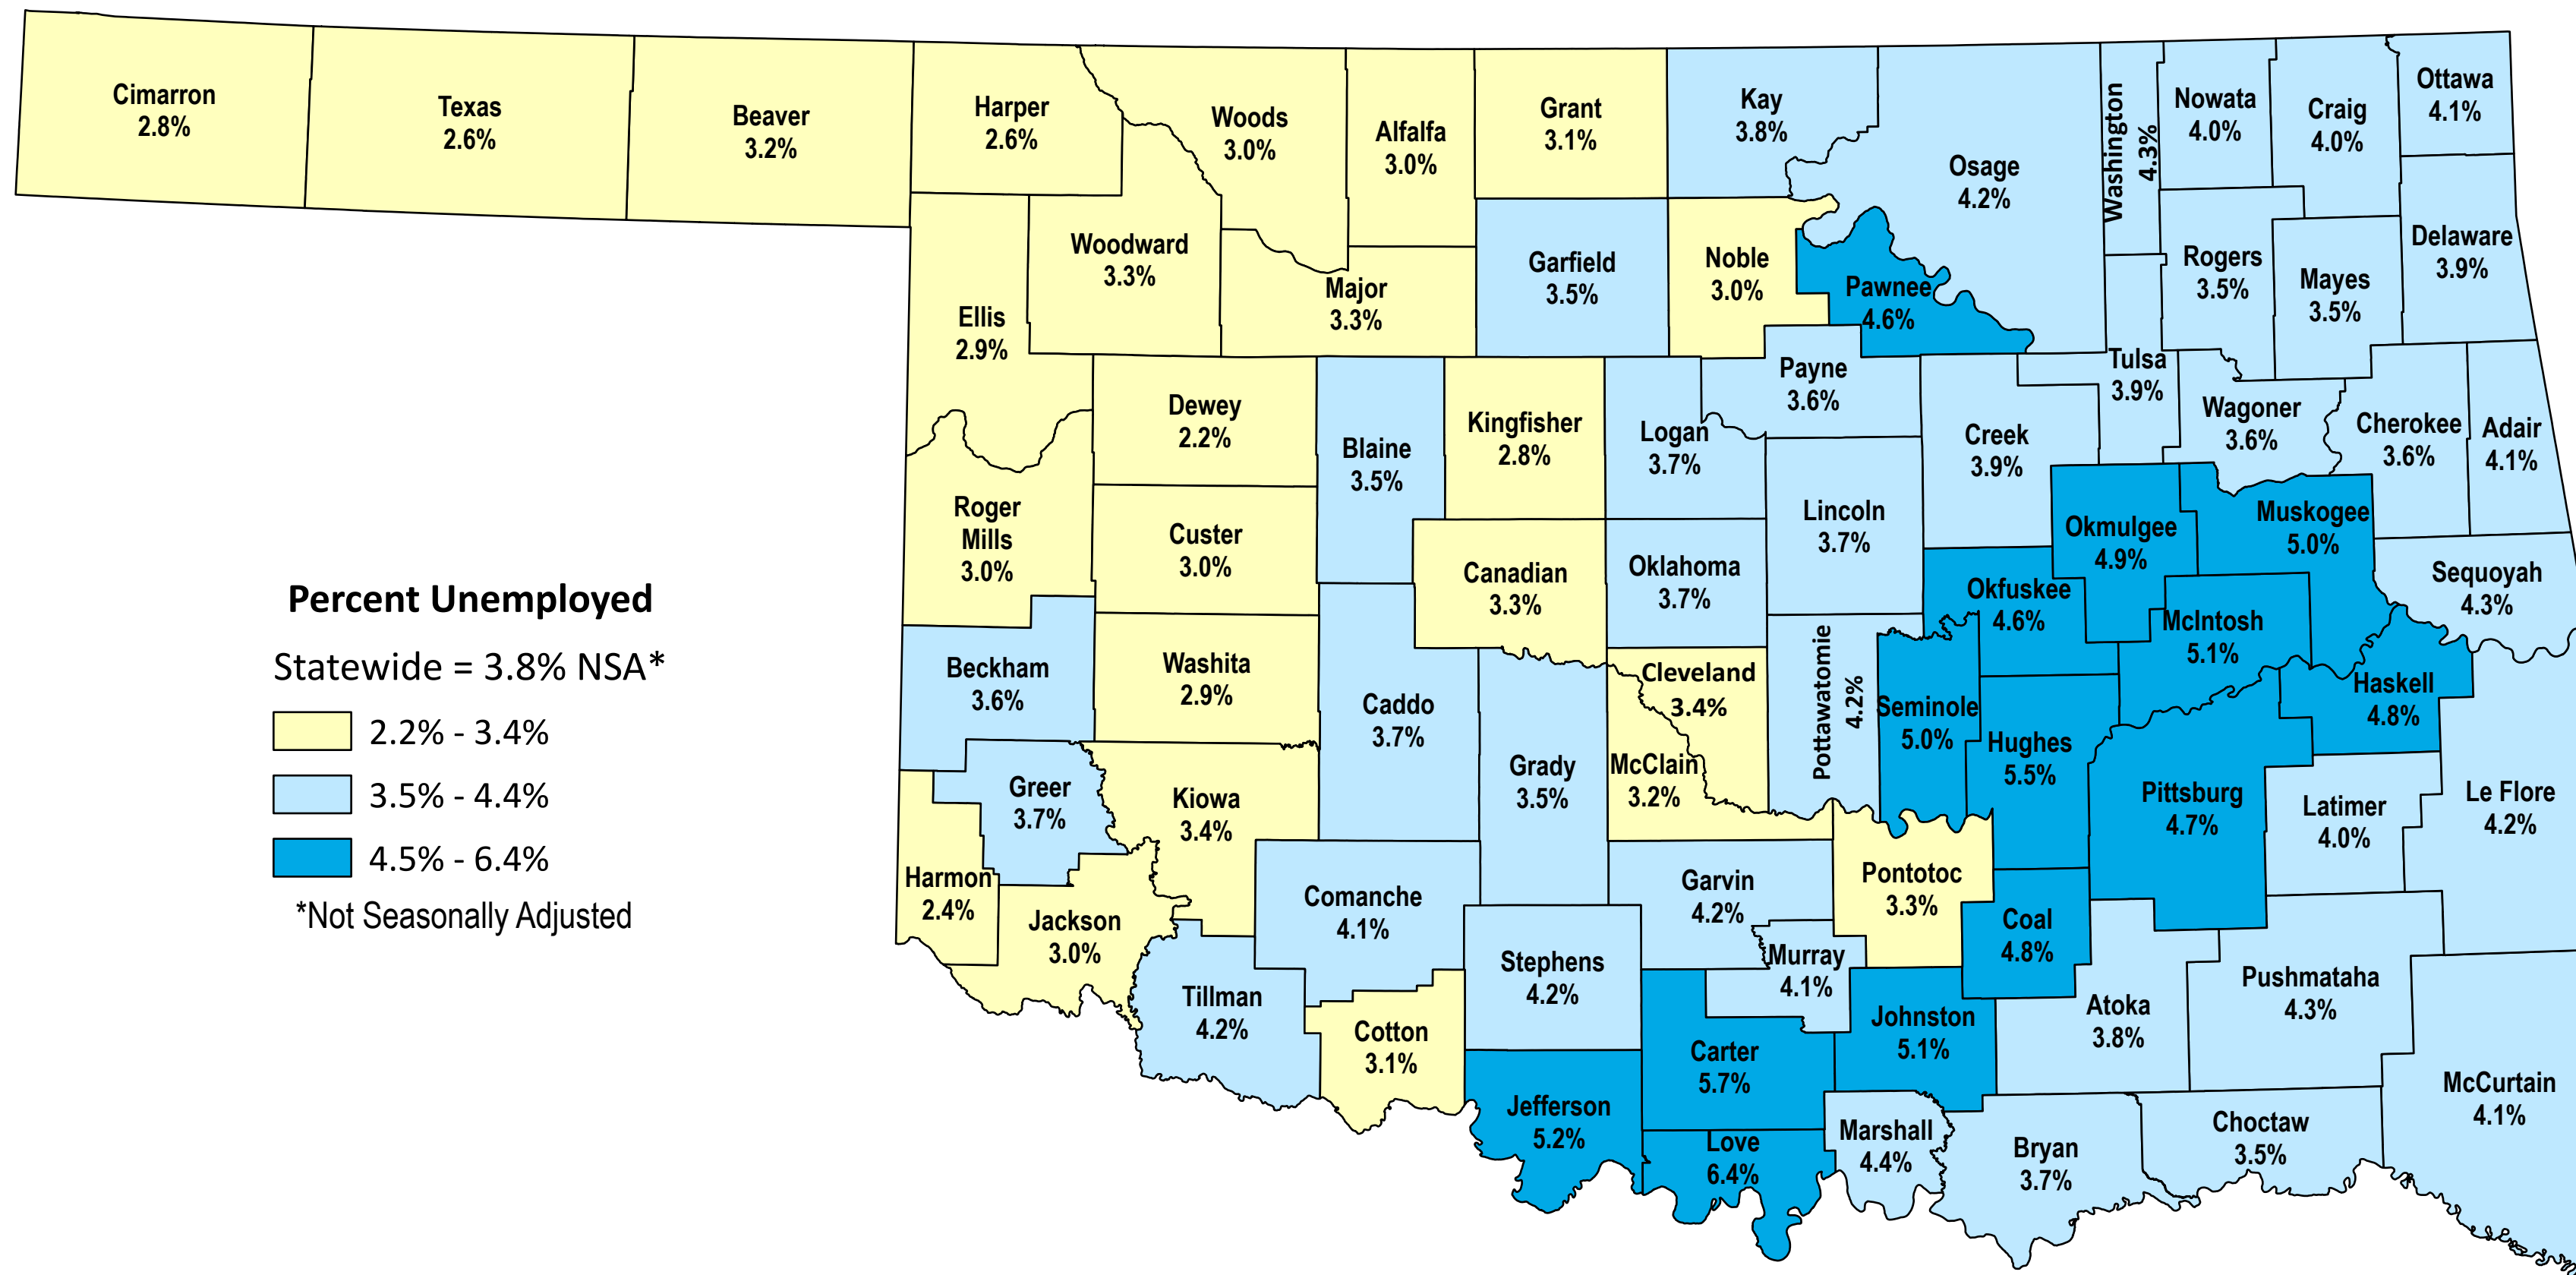 Cimarron
2.8%
Texas
2.6%
Beaver
3.2%
Harper
2.6%
Woods
3.0%
Alfalfa
3.0%
Grant
3.1%
Kay
3.8%
Osage
4.2%
Washington
4.3%
Nowata
4.0%
Craig
4.0%
Ottawa
4.1%
Woodward
3.3%
Major
3.3%
Garfield
3.5%
Noble
3.0%
Pawnee
4.6%
Rogers
3.5%
Mayes
3.5%
Delaware
3.9%
Ellis
2.9%
Dewey
2.2%
Blaine
3.5%
Kingfisher
2.8%
Logan
3.7%
Payne
3.6%
Creek
3.9%
Tulsa
3.9%
Wagoner
3.6%
Cherokee
3.6%
Adair
4.1%
Roger
Mills
3.0%
Custer
3.0%
Canadian
3.3%
Oklahoma
3.7%
Lincoln
3.7%
Okfuskee
4.6%
Okmulgee
4.9%
Muskogee
5.0%
McIntosh
5.1%
Sequoyah
4.3%
Percent Unemployed
Statewide = 3.8% NSA*
2.2% - 3.4%
3.5% - 4.4%
4.5% - 6.4%
*Not Seasonally Adjusted
Beckham
3.6%
Washita
2.9%
Caddo
3.7%
Grady
3.5%
Cleveland
3.4%
McClain
3.2%
Pottawatomie
4.2%
Seminole
5.0%
Hughes
5.5%
Pittsburg
4.7%
Haskell
4.8%
Latimer
4.0%
Le Flore
4.2%
Greer
3.7%
Kiowa
3.4%
Harmon
2.4%
Jackson
3.0%
Comanche
4.1%
Garvin
4.2%
Pontotoc
3.3%
Coal
4.8%
Tillman
4.2%
Cotton
3.1%
Stephens
4.2%
Murray
4.1%
Johnston
5.1%
Atoka
3.8%
Pushmataha
4.3%
McCurtain
4.1%
Jefferson
5.2%
Carter
5.7%
Love
6.4%
Marshall
4.4%
Bryan
3.7%
Choctaw
3.5%